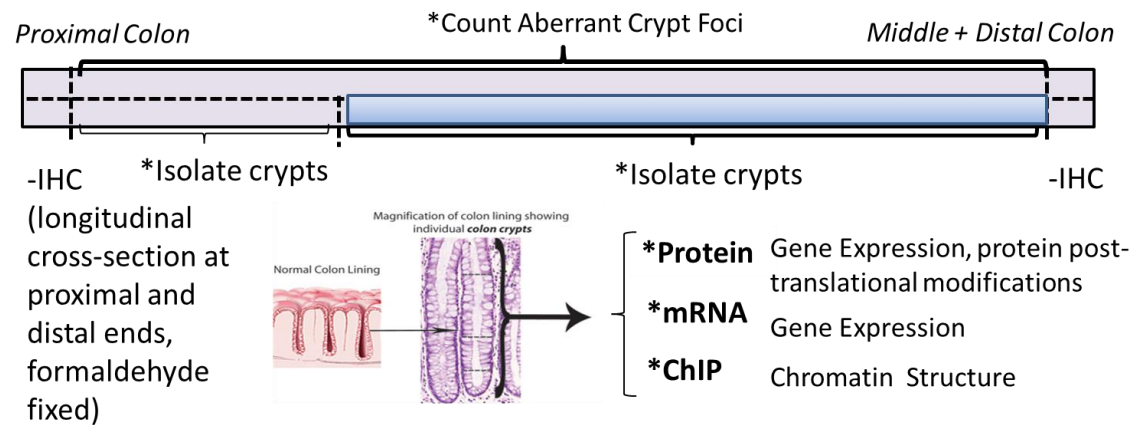 *Count Aberrant Crypt Foci
Proximal Colon
Middle + Distal Colon
*Isolate crypts
*Isolate crypts
-IHC
(longitudinal
cross-section at
proximal and
distal ends,
formaldehyde
fixed)
-IHC
Magnification of colon lining showing
individual colon crypts
Normal Colon Lining
*Protein
Gene Expression, protein post-
translational modifications
*mRNA
Gene Expression
*ChIP
Chromatin Structure